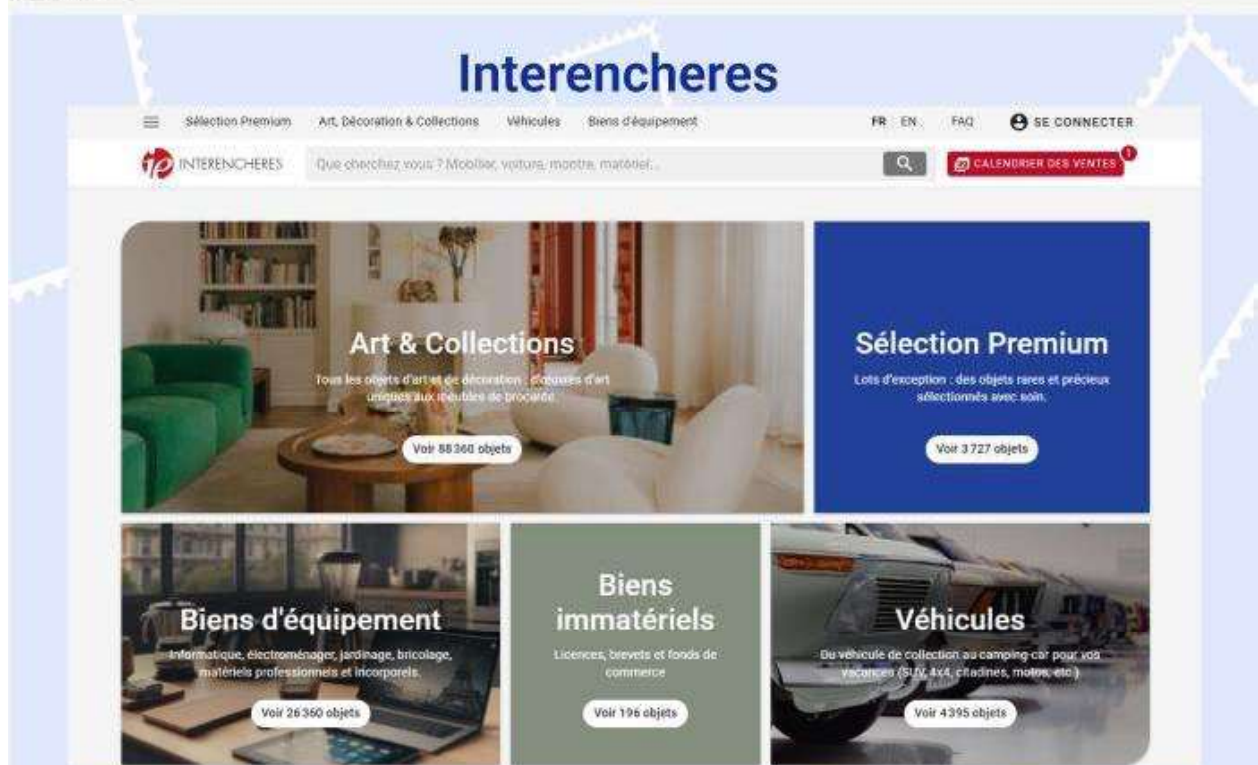 Interencheres
Sélection Premium Art, Décoration & Collections Véhicules Biens d'équipement FR EN FAQ SE CONNECTER
INTERENCHERES Que cherchez vous ? Mobilier, voiture, montre, matériel... CALENDRIER DES VENTES 1
Art & Collections
Tous les objets d'art et de décoration : d'œuvres d'art
uniques aux meubles de brocante.
Voir 88 360 objets
Sélection Premium
Lots d'exception : des objets rares et précieux
sélectionnés avec soin.
Voir 3 727 objets
Biens d'équipement
Informatique, électroménager, jardinage, bricolage,
matériels professionnels et incorporels.
Voir 26 360 objets
Biens
immatériels
Licences, brevets et fonds de
commerce
Voir 196 objets
Véhicules
Du véhicule de collection au camping-car pour vos
vacances (SUV, 4x4, citadines, motos, etc.)
Voir 4 395 objets